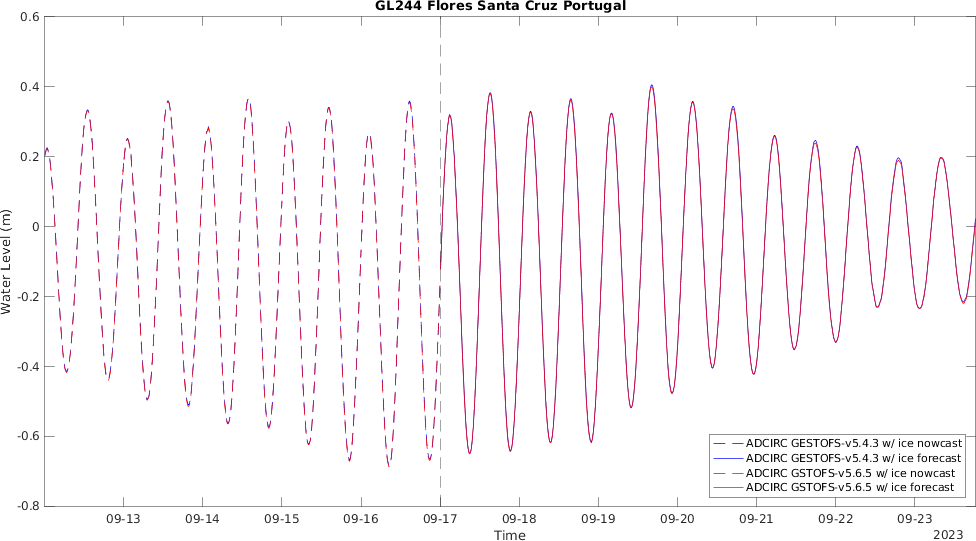 GL244 Flores Santa Cruz Portugal
0.6
0.4
0.2
0
-0.2
-0.4
-0.6
-0.8
Water Level (m)
09-13 09-14 09-15 09-16 09-17 09-18 09-19 09-20 09-21 09-22 09-23
Time
2023
ADCIRC GESTOFS-v5.4.3 w/ ice nowcast
ADCIRC GESTOFS-v5.4.3 w/ ice forecast
ADCIRC GSTOFS-v5.6.5 w/ ice nowcast
ADCIRC GSTOFS-v5.6.5 w/ ice forecast